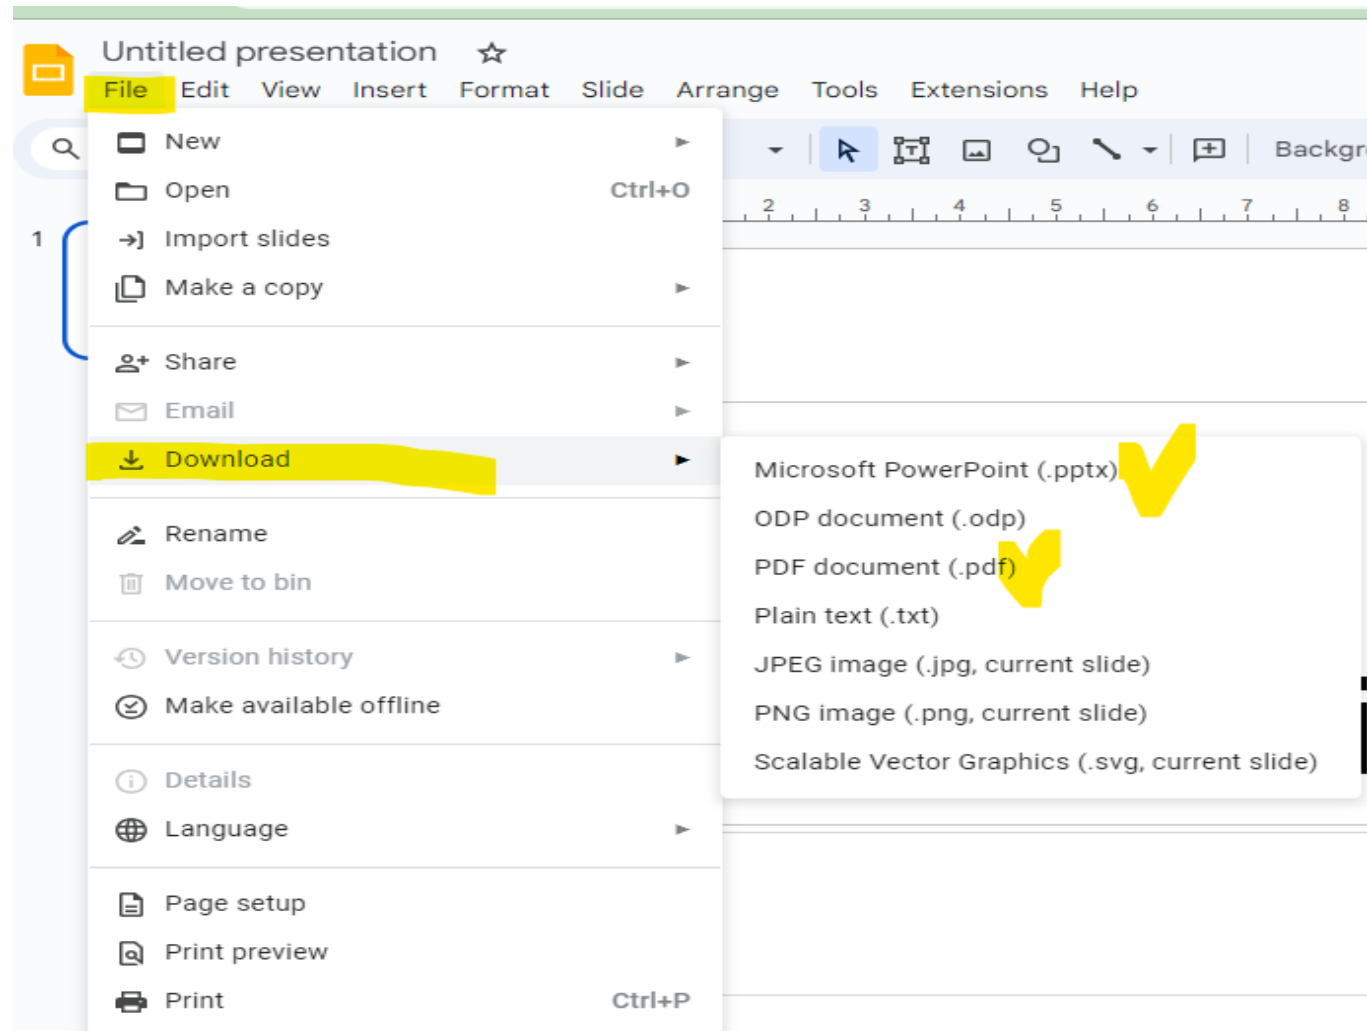 Untitled presentation
File Edit View Insert Format Slide Arrange Tools Extensions Help
New
Open Ctrl+O
Import slides
Make a copy
Share
Email
Download
Rename
Move to bin
Version history
Make available offline
Details
Language
Page setup
Print preview
Print Ctrl+P
Backgr
2 3 4 5 6 7 8
1
Microsoft PowerPoint (.pptx)
ODP document (.odp)
PDF document (.pdf)
Plain text (.txt)
JPEG image (.jpg, current slide)
PNG image (.png, current slide)
Scalable Vector Graphics (.svg, current slide)